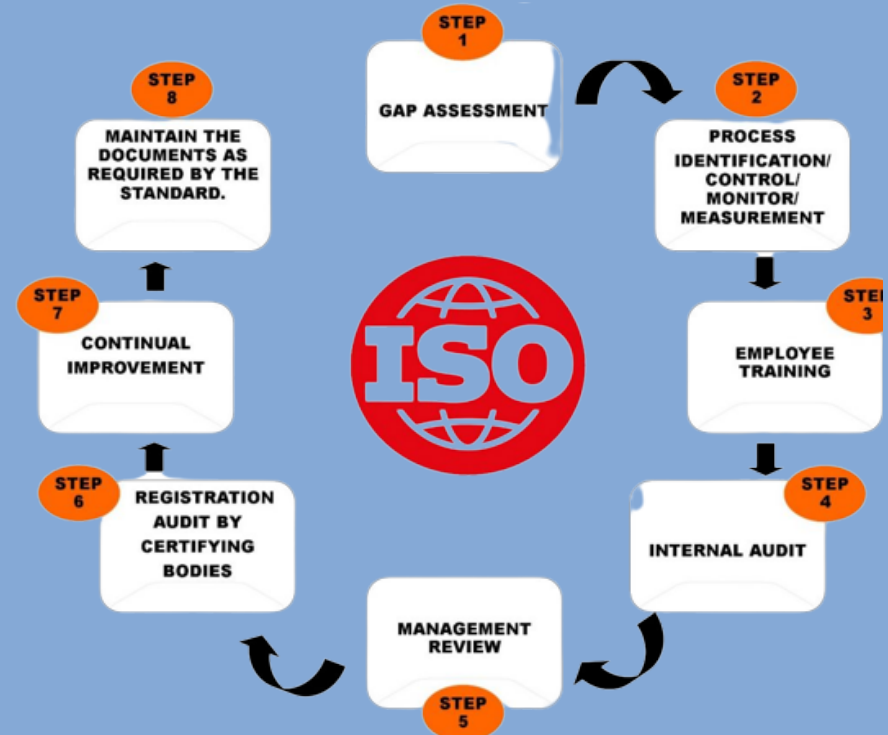 STEP
1
GAP ASSESSMENT
STEP
2
PROCESS
IDENTIFICATION/
CONTROL/
MONITOR/
MEASUREMENT
STEP
3
EMPLOYEE
TRAINING
STEP
4
INTERNAL AUDIT
MANAGEMENT
REVIEW
STEP
5
STEP
6
REGISTRATION
AUDIT BY
CERTIFYING
BODIES
STEP
7
CONTINUAL
IMPROVEMENT
STEP
8
MAINTAIN THE
DOCUMENTS AS
REQUIRED BY THE
STANDARD.
ISO